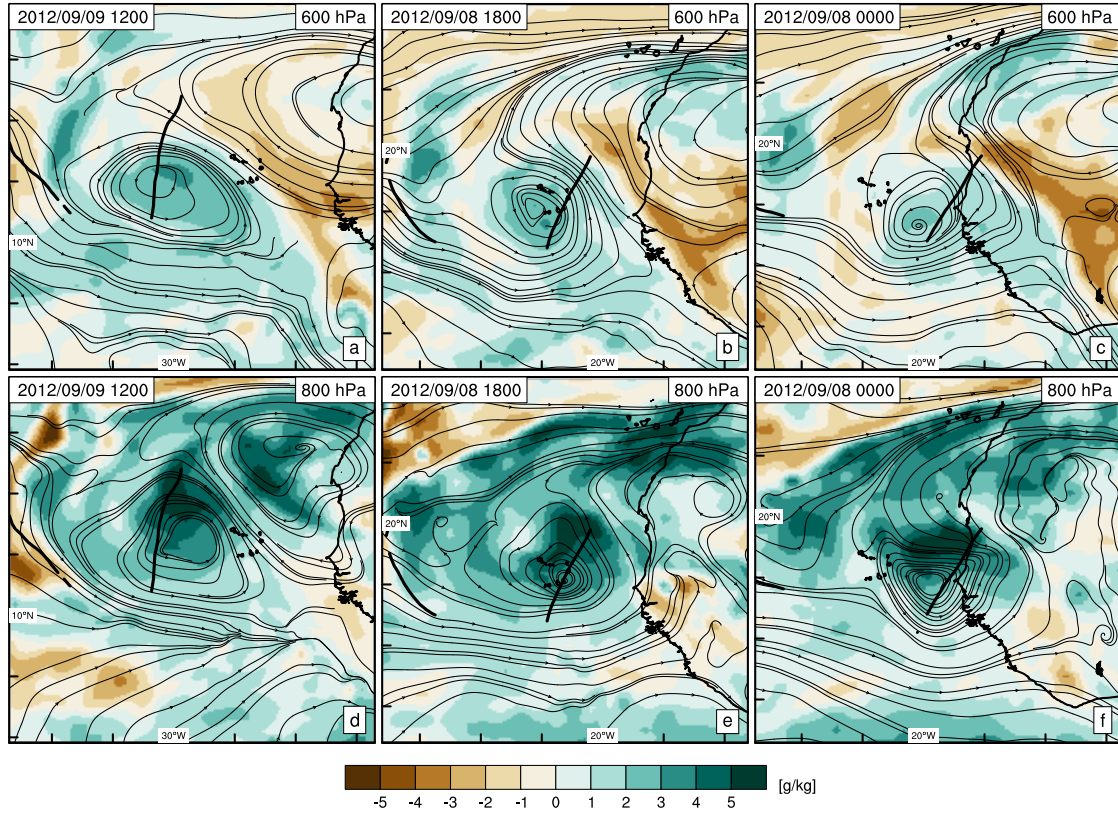 2012/09/09 1200 600 hPa
10°N
30°W
a
2012/09/08 1800 600 hPa
20°N
20°W
b
2012/09/08 0000 600 hPa
20°N
20°W
c
2012/09/09 1200 800 hPa
10°N
30°W
d
2012/09/08 1800 800 hPa
20°N
20°W
e
2012/09/08 0000 800 hPa
20°N
20°W
f
-5 -4 -3 -2 -1 0 1 2 3 4 5 [g/kg]